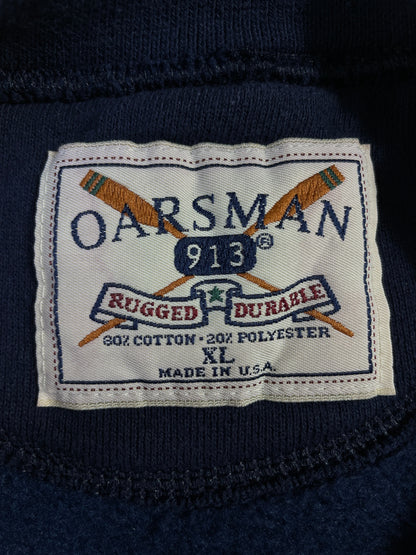 OARSMAN
913®
RUGGED DURABLE
80% COTTON - 20% POLYESTER
XL
MADE IN U.S.A.